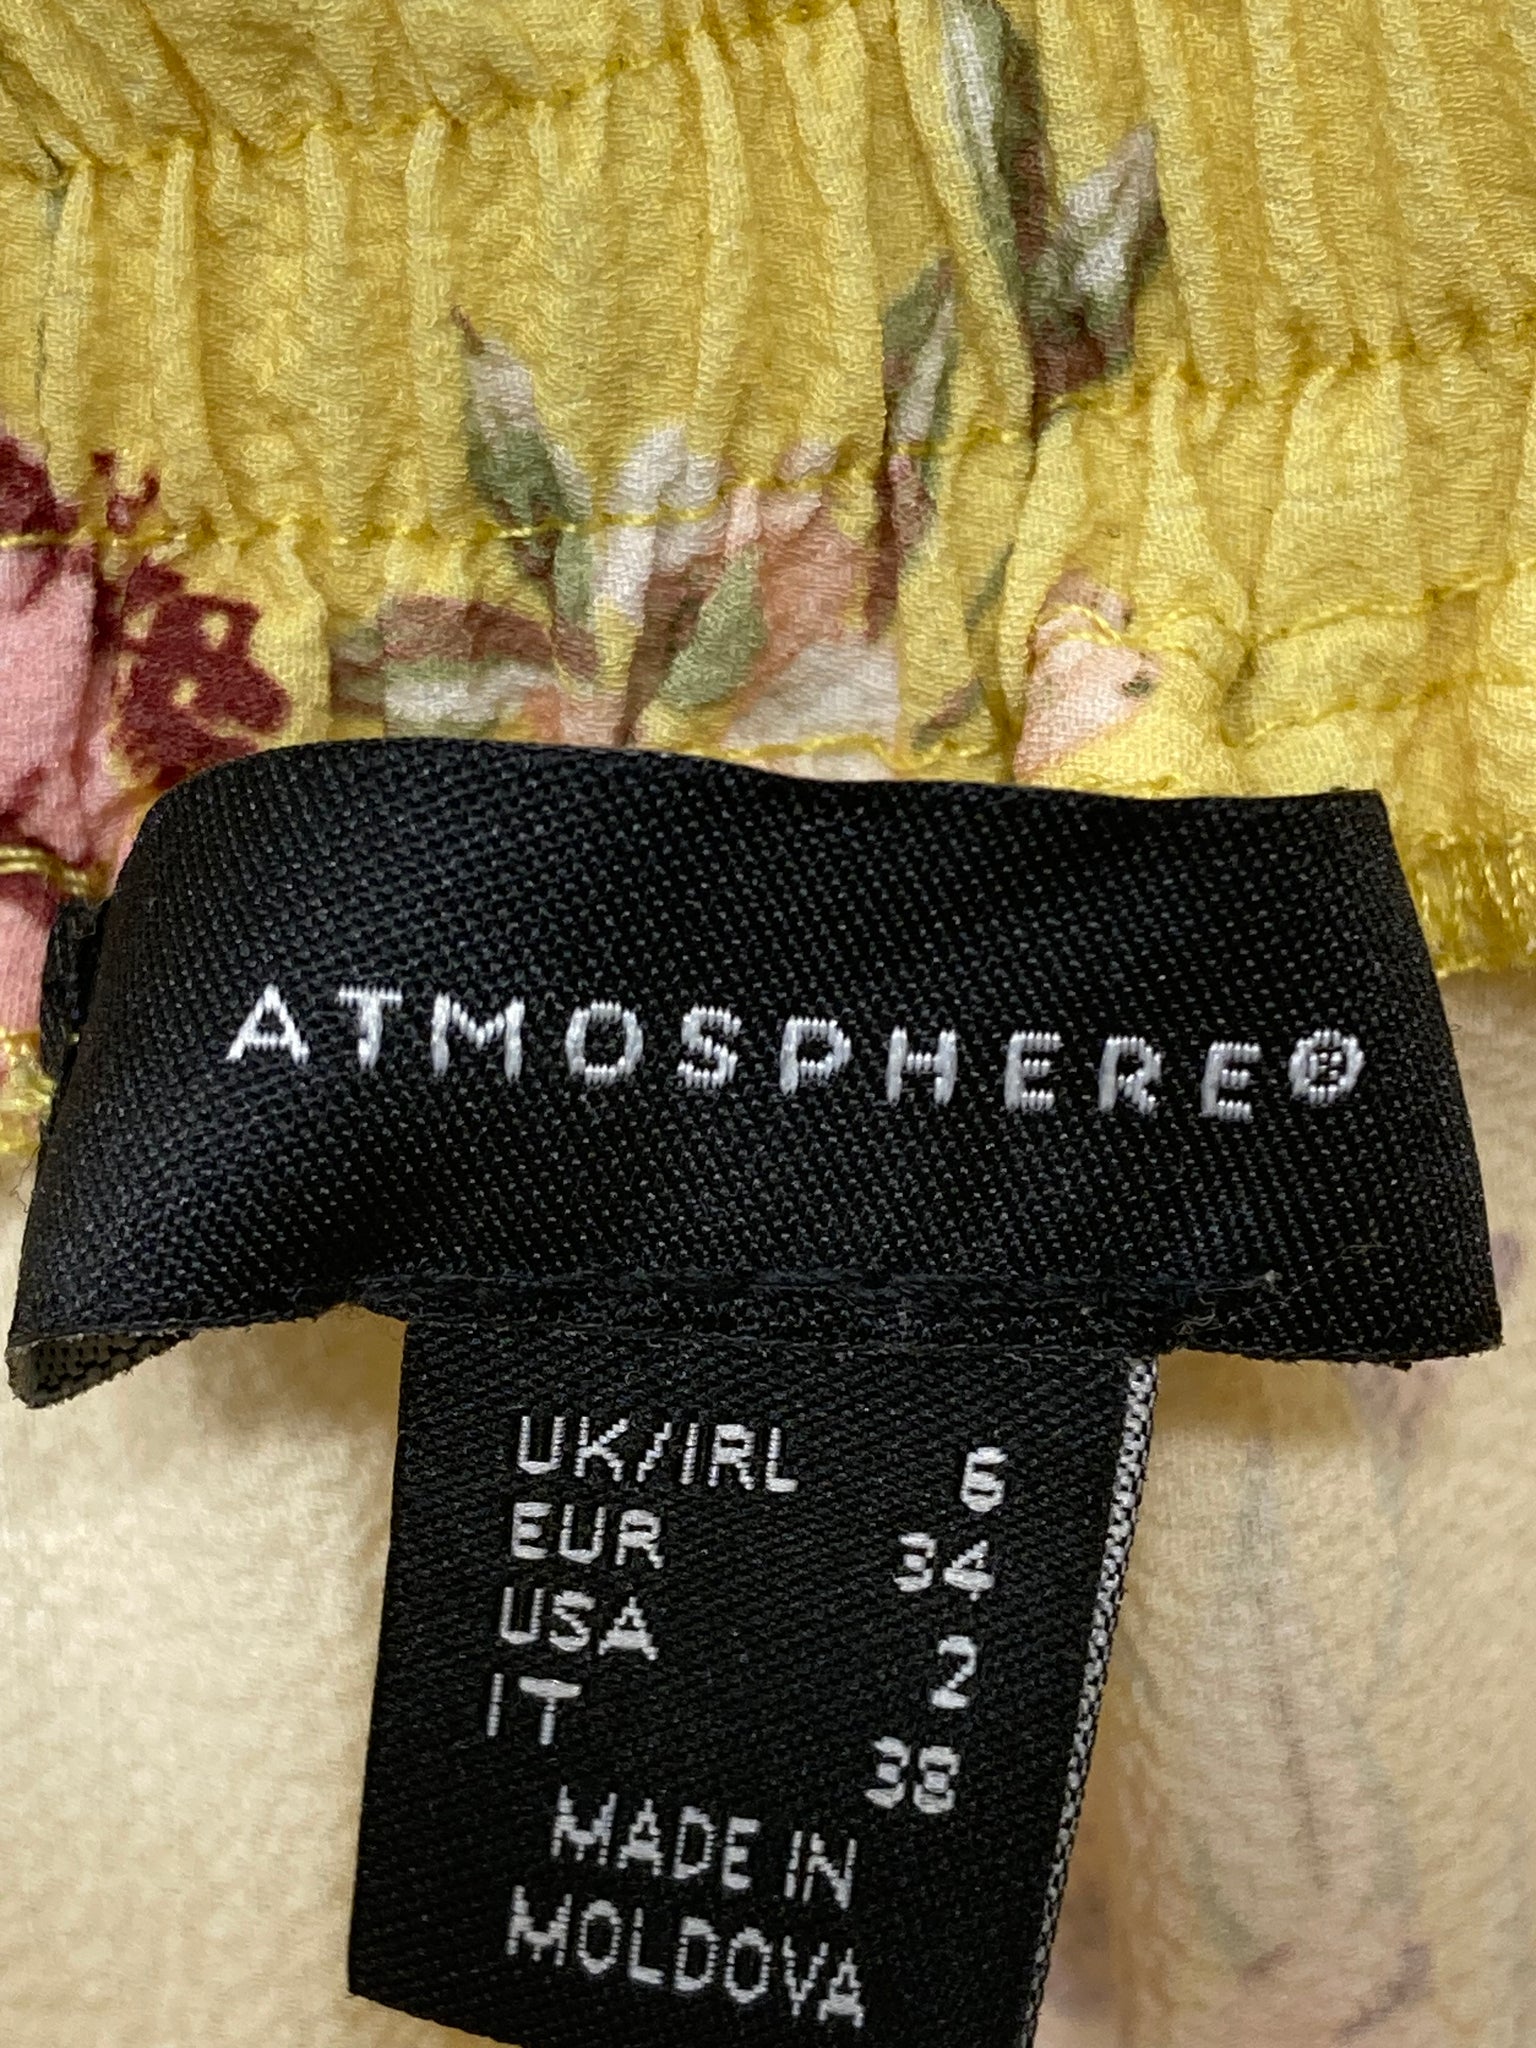 ATMOSPHERE®
UK/IRL 6
EUR 34
USA 2
IT 38
MADE IN
MOLDOVA